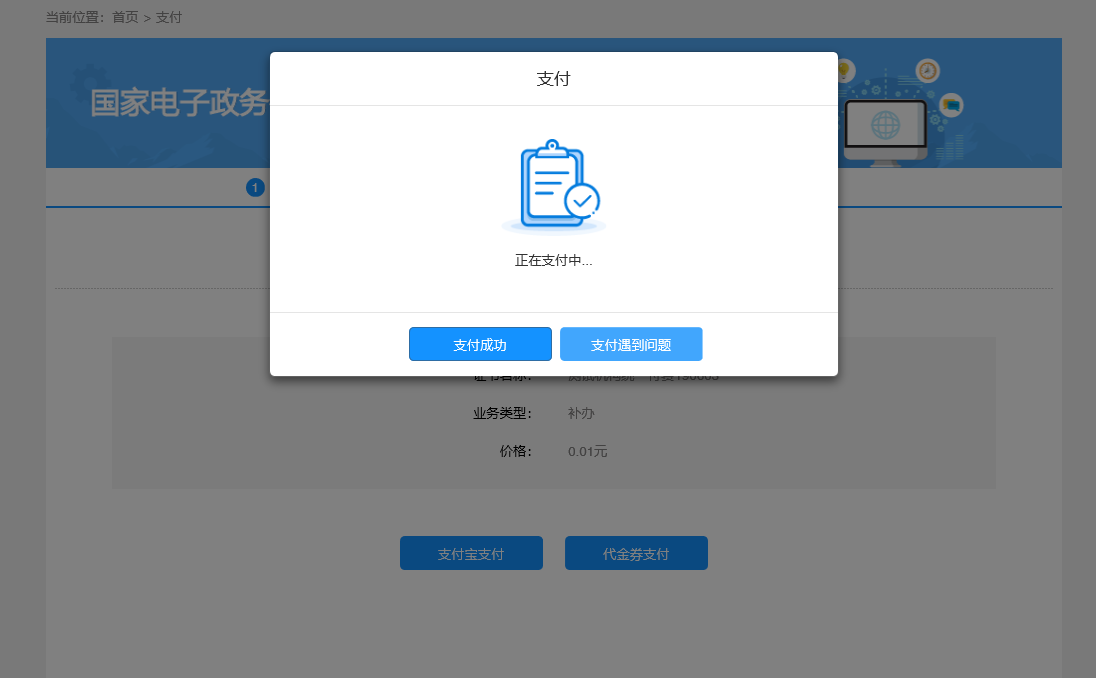 当前位置：首页 > 支付
支付
国家电子政务
1
正在支付中...
支付成功 支付遇到问题
业务类型： 补办
价格： 0.01元
支付宝支付 代金券支付